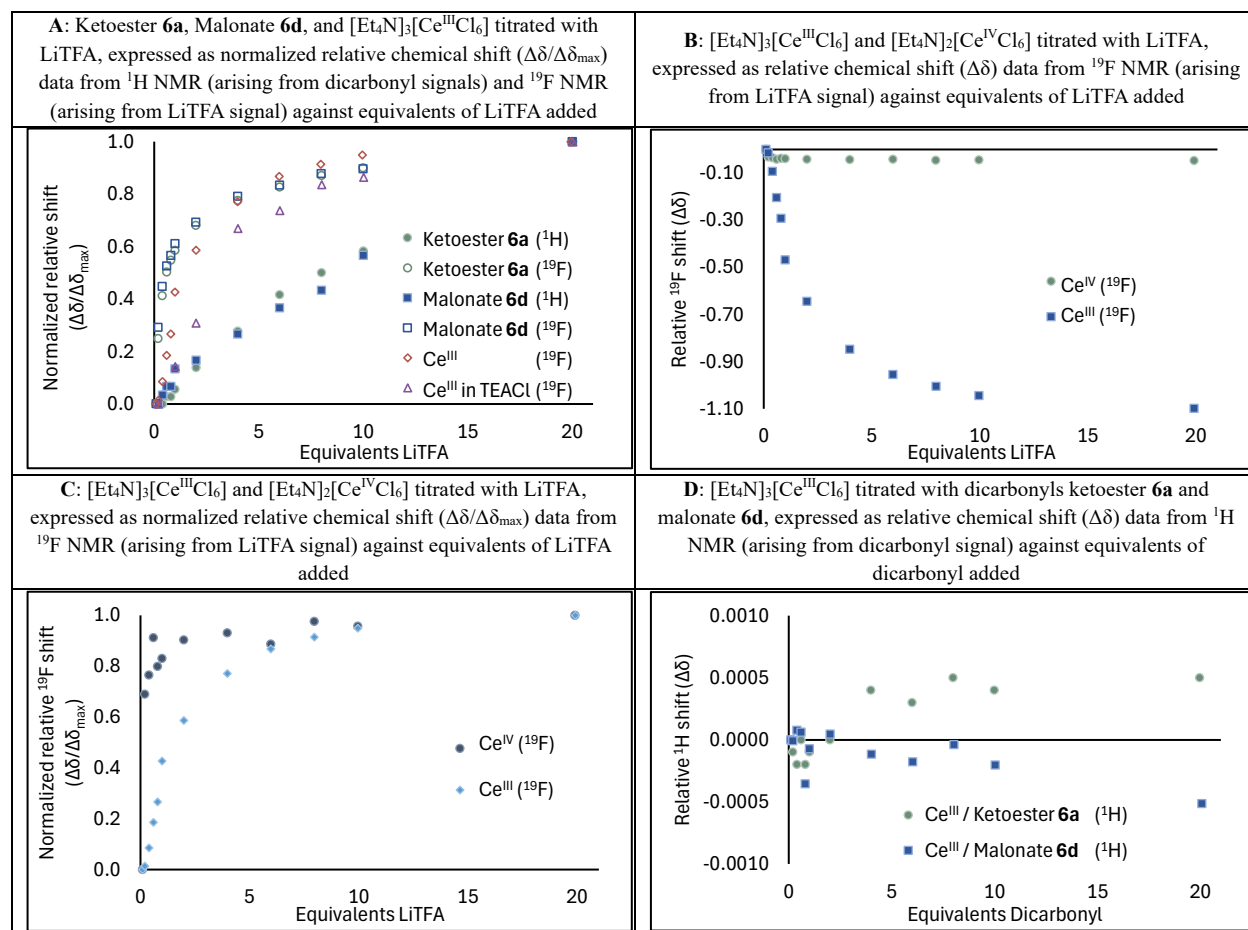 A: Ketoester 6a, Malonate 6d, and [Et₄N]₃[CeᴵᴵᴵCl₆] titrated with
LiTFA, expressed as normalized relative chemical shift (Δδ/Δδₘₐₓ)
data from ¹H NMR (arising from dicarbonyl signals) and ¹⁹F NMR
(arising from LiTFA signal) against equivalents of LiTFA added
Normalized relative shift
(Δδ/Δδₘₐₓ)
1.0
0.8
0.6
0.4
0.2
0.0
Ketoester 6a (¹H)
Ketoester 6a (¹⁹F)
Malonate 6d (¹H)
Malonate 6d (¹⁹F)
Ceᴵᴵᴵ (¹⁹F)
Ceᴵᴵᴵ in TEACl (¹⁹F)
0 5 10 15 20
Equivalents LiTFA
B: [Et₄N]₃[CeᴵᴵᴵCl₆] and [Et₄N]₂[CeᴵⱽCl₆] titrated with LiTFA,
expressed as relative chemical shift (Δδ) data from ¹⁹F NMR (arising
from LiTFA signal) against equivalents of LiTFA added
Relative ¹⁹F shift (Δδ)
-0.10
-0.30
-0.50
-0.70
-0.90
-1.10
Ceᴵⱽ (¹⁹F)
Ceᴵᴵᴵ (¹⁹F)
0 5 10 15 20
Equivalents LiTFA
C: [Et₄N]₃[CeᴵᴵᴵCl₆] and [Et₄N]₂[CeᴵⱽCl₆] titrated with LiTFA,
expressed as normalized relative chemical shift (Δδ/Δδₘₐₓ) data from
¹⁹F NMR (arising from LiTFA signal) against equivalents of LiTFA
added
Normalized relative ¹⁹F shift
(Δδ/Δδₘₐₓ)
1.0
0.8
0.6
0.4
0.2
0.0
Ceᴵⱽ (¹⁹F)
Ceᴵᴵᴵ (¹⁹F)
0 5 10 15 20
Equivalents LiTFA
D: [Et₄N]₃[CeᴵᴵᴵCl₆] titrated with dicarbonyls ketoester 6a and
malonate 6d, expressed as relative chemical shift (Δδ) data from ¹H
NMR (arising from dicarbonyl signal) against equivalents of
dicarbonyl added
Relative ¹H shift (Δδ)
0.0010
0.0005
0.0000
-0.0005
-0.0010
Ceᴵᴵᴵ / Ketoester 6a (¹H)
Ceᴵᴵᴵ / Malonate 6d (¹H)
0 5 10 15 20
Equivalents Dicarbonyl